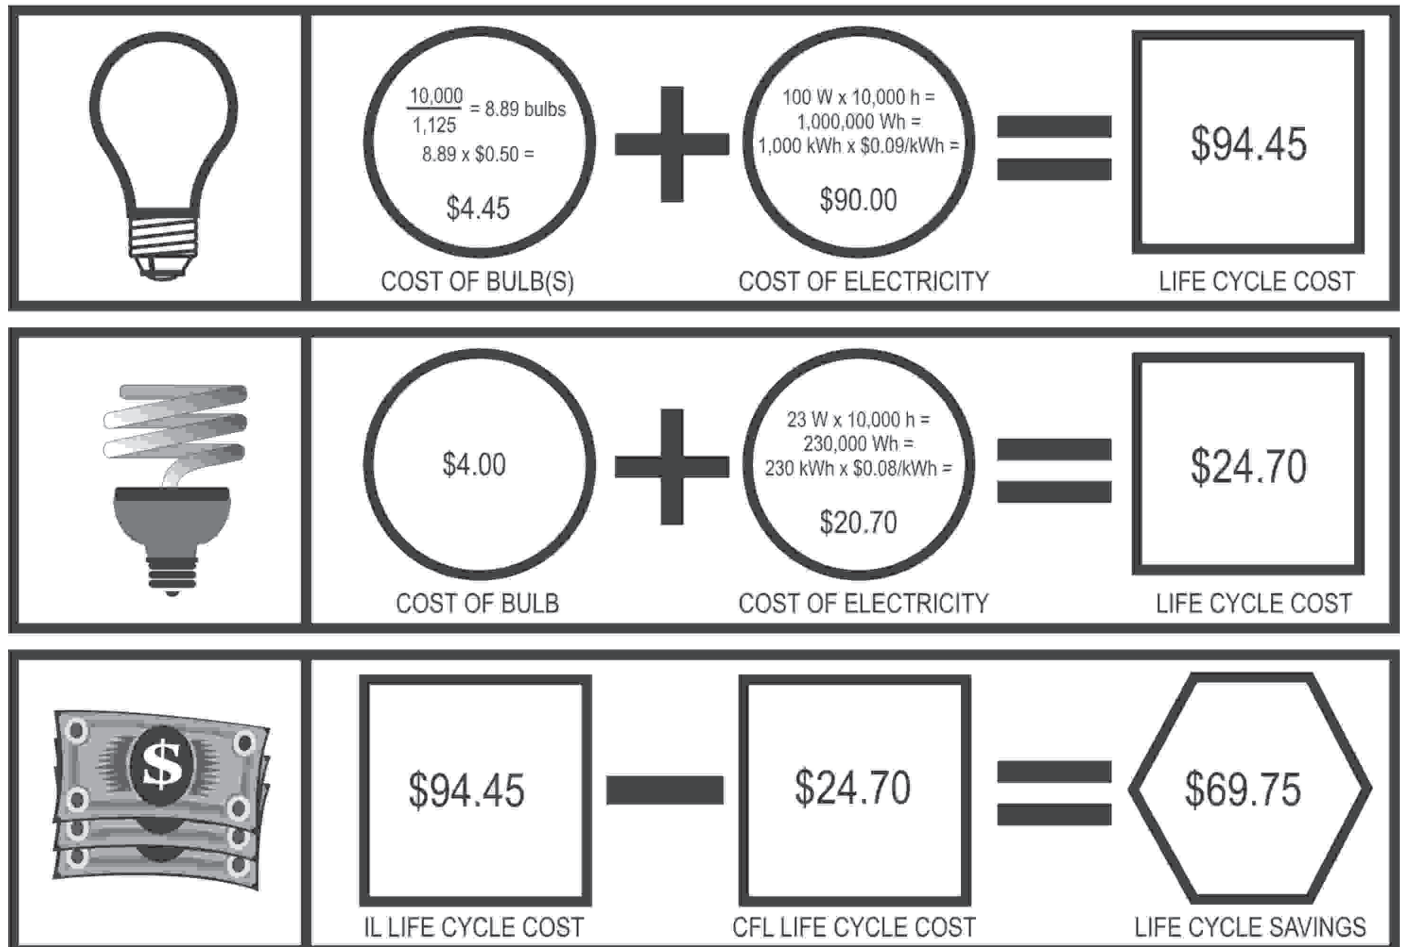 10,000
1,125
= 8.89 bulbs
8.89 x $0.50 =
$4.45
COST OF BULB(S)
100 W x 10,000 h =
1,000,000 Wh =
1,000 kWh x $0.09/kWh =
$90.00
COST OF ELECTRICITY
$94.45
LIFE CYCLE COST
$4.00
COST OF BULB
23 W x 10,000 h =
230,000 Wh =
230 kWh x $0.08/kWh =
$20.70
COST OF ELECTRICITY
$24.70
LIFE CYCLE COST
$
$94.45
IL LIFE CYCLE COST
$24.70
CFL LIFE CYCLE COST
$69.75
LIFE CYCLE SAVINGS